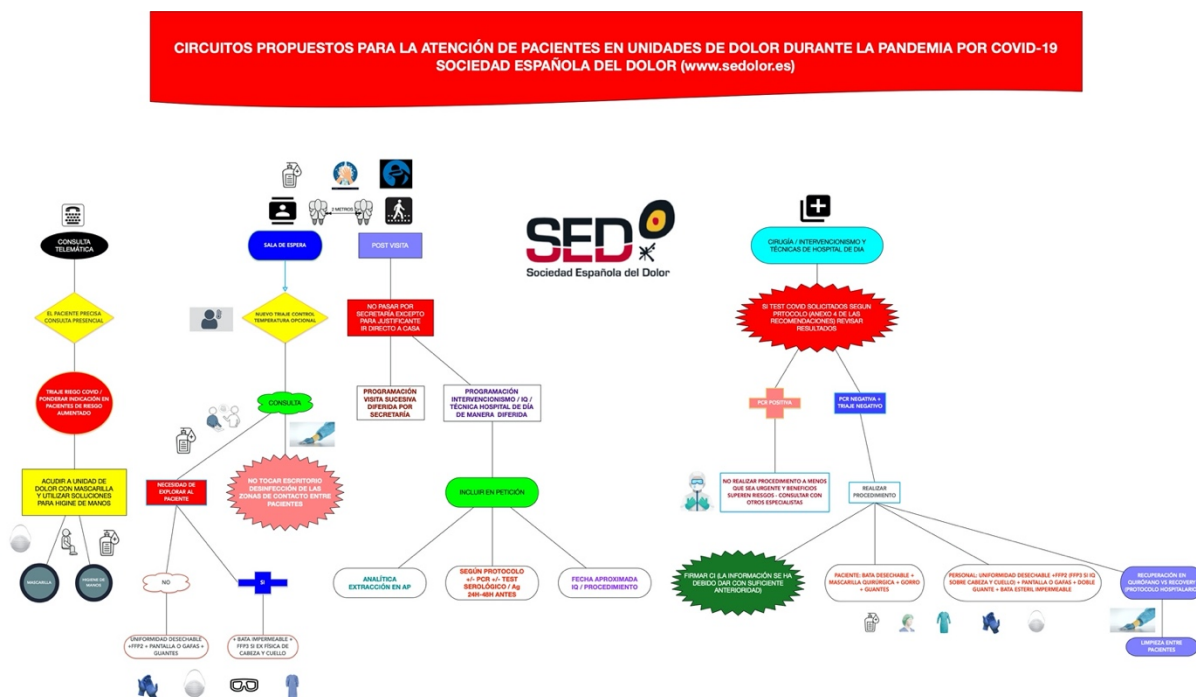 CIRCUITOS PROPUESTOS PARA LA ATENCIÓN DE PACIENTES EN UNIDADES DE DOLOR DURANTE LA PANDEMIA POR COVID-19
SOCIEDAD ESPAÑOLA DEL DOLOR (www.sedolor.es)
CONSULTA
TELEMÁTICA
EL PACIENTE PRECISA
CONSULTA PRESENCIAL
TRIAJE RIEGO COVID /
PONDERAR INDICACIÓN EN
PACIENTES DE RIESGO
AUMENTADO
ACUDIR A UNIDAD DE
DOLOR CON MASCARILLA
Y UTILIZAR SOLUCIONES
PARA HIGINE DE MANOS
MASCARILLA
HIGIENE DE
MANOS
2 METROS
SALA DE ESPERA
NUEVO TRIAJE CONTROL
TEMPERATURA OPCIONAL
CONSULTA
NECESIDAD DE
EXPLORAR AL
PACIENTE
NO TOCAR ESCRITORIO
DESINFECCIÓN DE LAS
ZONAS DE CONTACTO ENTRE
PACIENTES
NO
SI
UNIFORMIDAD DESECHABLE
+FFP2 + PANTALLA O GAFAS +
GUANTES
+ BATA IMPERMEABLE +
FFP3 SI EX FÍSICA DE
CABEZA Y CUELLO
POST VISITA
NO PASAR POR
SECRETARÍA EXCEPTO
PARA JUSTIFICANTE
IR DIRECTO A CASA
PROGRAMACIÓN
VISITA SUCESIVA
DIFERIDA POR
SECRETARÍA
PROGRAMACIÓN
INTERVENCIONISMO / IQ /
TÉCNICA HOSPITAL DE DÍA
DE MANERA DIFERIDA
INCLUIR EN PETICIÓN
ANALÍTICA
EXTRACCIÓN EN AP
SEGÚN PROTOCOLO
+/- PCR +/- TEST
SEROLÓGICO / Ag
24H-48H ANTES
FECHA APROXIMADA
IQ / PROCEDIMIENTO
SED
Sociedad Española del Dolor
CIRUGÍA / INTERVENCIONISMO Y
TÉCNICAS DE HOSPITAL DE DIA
SI TEST COVID SOLICITADOS SEGUN
PRTOCOLO (ANEXO 4 DE LAS
RECOMENDACIONES) REVISAR
RESULTADOS
PCR POSITIVA
PCR NEGATIVA +
TRIAJE NEGATIVO
NO REALIZAR PROCEDIMIENTO A MENOS
QUE SEA URGENTE Y BENEFICIOS
SUPEREN RIESGOS - CONSULTAR CON
OTROS ESPECIALISTAS
REALIZAR
PROCEDIMIENTO
FIRMAR CI (LA INFORMACIÓN SE HA
DEBIDO DAR CON SUFICIENTE
ANTERIORIDAD)
PACIENTE: BATA DESECHABLE +
MASCARILLA QUIRÚRGICA + GORRO +
GUANTES
PERSONAL; UNIFORMIDAD DESECHABLE +FFP2 (FFP3 SI IQ
SOBRE CABEZA Y CUELLO) + PANTALLA O GAFAS + DOBLE
GUANTE + BATA ESTERIL IMPERMEABLE
RECUPERACIÓN EN
QUIRÓFANO VS RECOVERY
(PROTOCOLO HOSPITALARIO)
LIMPIEZA ENTRE
PACIENTES